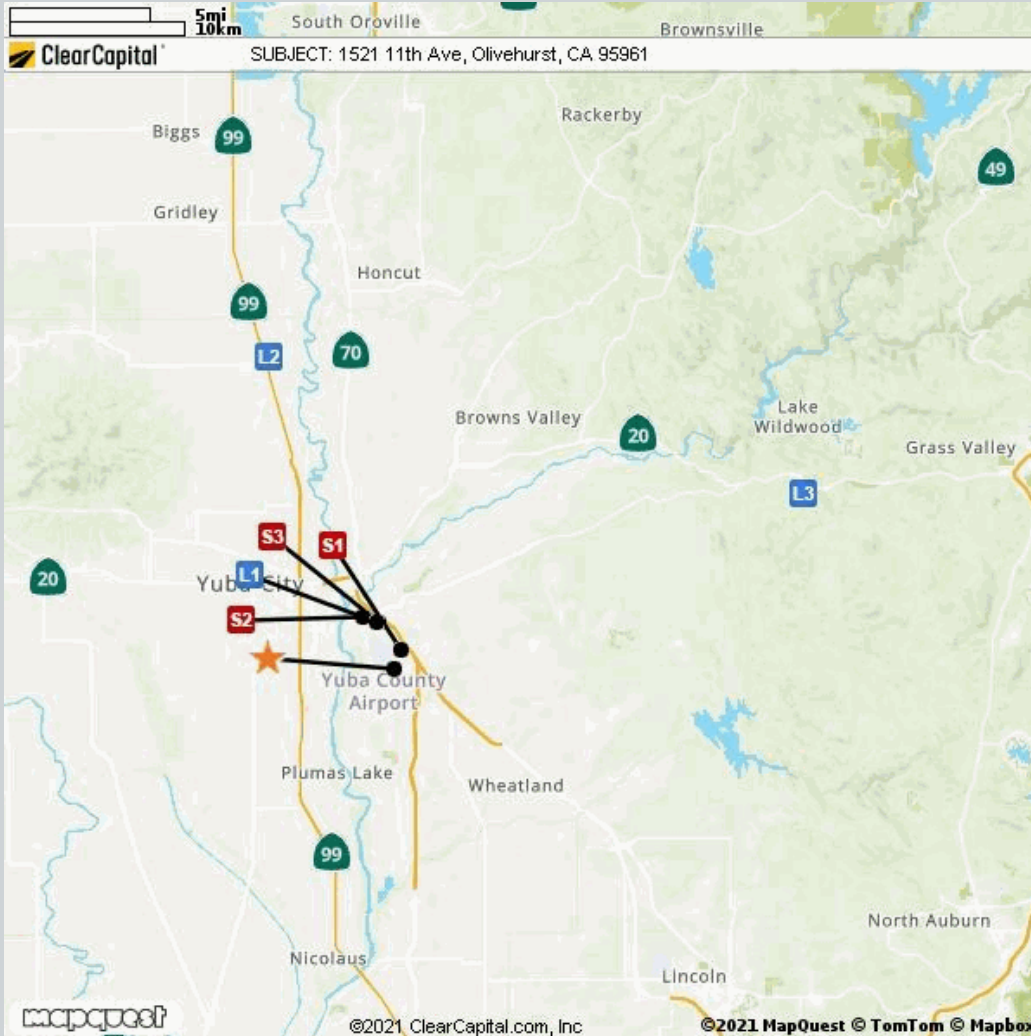 5mi
10km
South Oroville
Brownsville
ClearCapital
SUBJECT: 1521 11th Ave, Olivehurst, CA 95961
Rackerby
Biggs
99
49
Gridley
Honcut
99
70
L2
Browns Valley
Lake
Wildwood
20
Grass Valley
L3
S3
S1
20
Yuba City
L1
S2
Yuba County
Airport
Plumas Lake
Wheatland
99
North Auburn
Nicolaus
Lincoln
mapquest
©2021 ClearCapital.com, Inc
©2021 MapQuest © TomTom © Mapbo